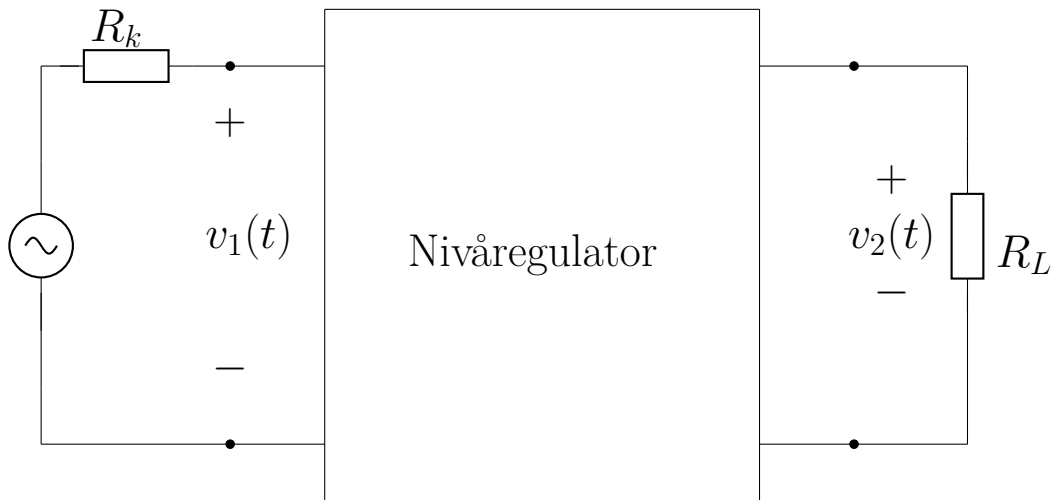 R_k
+
v_1(t)
−
Nivåregulator
+
v_2(t)
−
R_L